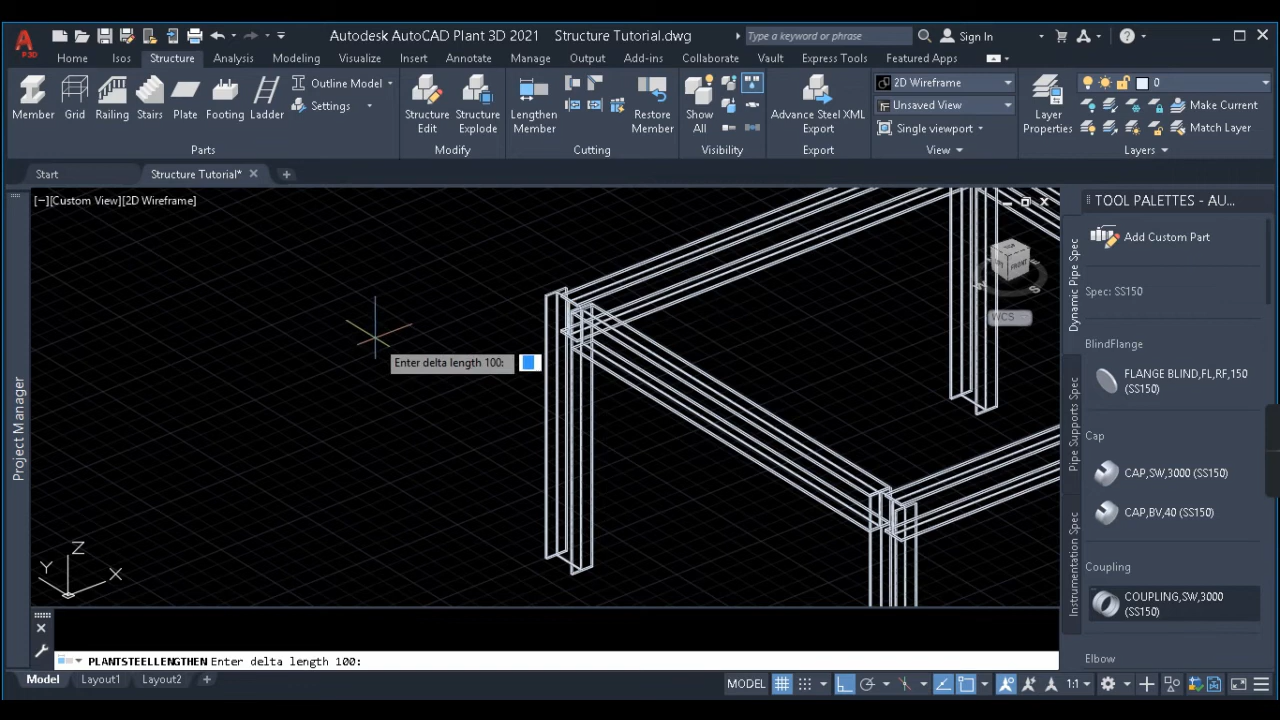 Autodesk AutoCAD Plant 3D 2021 Structure Tutorial.dwg Type a keyword or phrase Sign In
P3D
Home Isos Structure Analysis Modeling Visualize Insert Annotate Manage Output Add-ins Collaborate Vault Express Tools Featured Apps
Member Grid Railing Stairs Plate Footing Ladder
Outline Model
Settings
Structure Edit
Structure Explode
Lengthen Member
Restore Member
Show All
Advance Steel XML Export
2D Wireframe
Unsaved View
Single viewport
Layer Properties
0
Make Current
Match Layer
Parts Modify Cutting Visibility Export View Layers
Start Structure Tutorial*
[−][Custom View][2D Wireframe]
TOP
FRONT
WCS
Enter delta length 100:
Z
Y
X
Project Manager
TOOL PALETTES - AU...
Dynamic Pipe Spec
Pipe Supports Spec
Instrumentation Spec
Add Custom Part
Spec: SS150
BlindFlange
FLANGE BLIND,FL,RF,150
(SS150)
Cap
CAP,SW,3000 (SS150)
CAP,BV,40 (SS150)
Coupling
COUPLING,SW,3000
(SS150)
Elbow
PLANTSTEELLENGTHEN Enter delta length 100:
Model Layout1 Layout2
MODEL 1:1